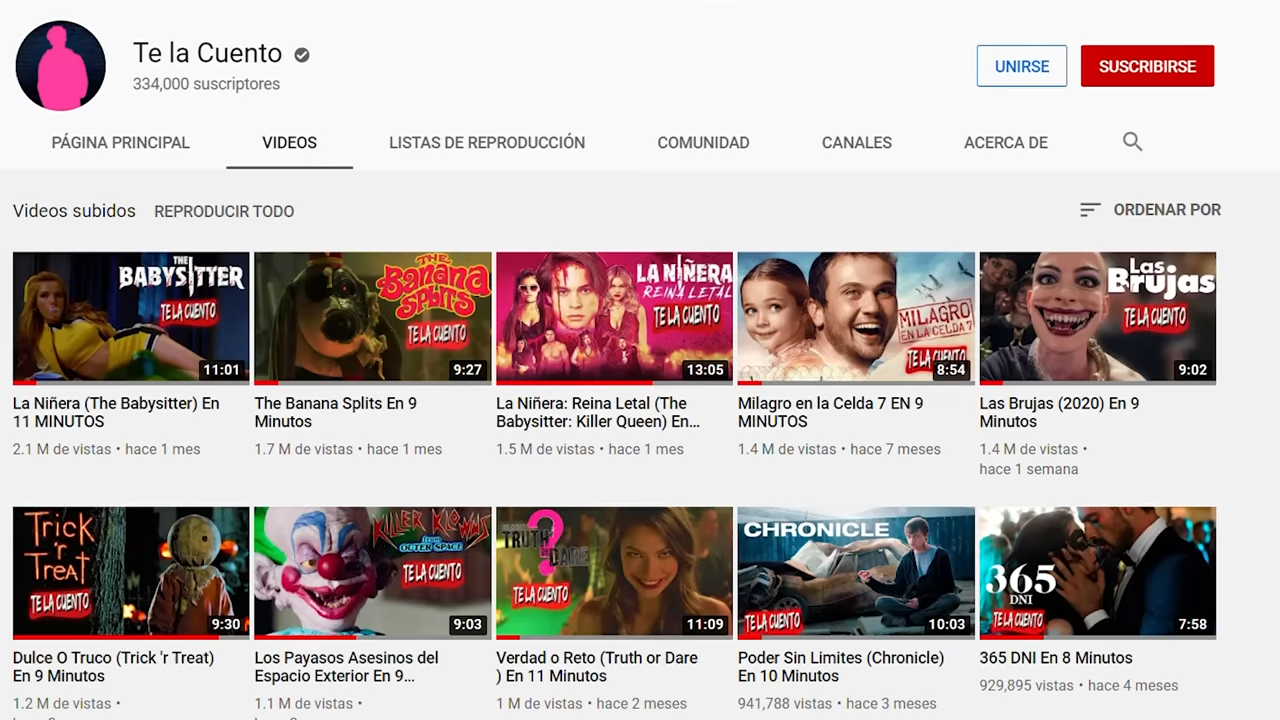 Te la Cuento
334,000 suscriptores
UNIRSE
SUSCRIBIRSE
PÁGINA PRINCIPAL
VIDEOS
LISTAS DE REPRODUCCIÓN
COMUNIDAD
CANALES
ACERCA DE
Videos subidos
REPRODUCIR TODO
ORDENAR POR
THE
BABYSITTER
TE LA CUENTO
11:01
La Niñera (The Babysitter) En
11 MINUTOS
2.1 M de vistas • hace 1 mes
THE
Banana
Splits
TE LA CUENTO
9:27
The Banana Splits En 9
Minutos
1.7 M de vistas • hace 1 mes
LA NIÑERA
REINA LETAL
TE LA CUENTO
13:05
La Niñera: Reina Letal (The
Babysitter: Killer Queen) En...
1.5 M de vistas • hace 1 mes
MILAGRO
EN LA CELDA 7
TE LA CUENTO
8:54
Milagro en la Celda 7 EN 9
MINUTOS
1.4 M de vistas • hace 7 meses
Las
Brujas
TE LA CUENTO
9:02
Las Brujas (2020) En 9
Minutos
1.4 M de vistas •
hace 1 semana
Trick
'r
Treat
TE LA CUENTO
9:30
Dulce O Truco (Trick 'r Treat)
En 9 Minutos
1.2 M de vistas •
KILLER KLOWNS
from
OUTER SPACE
TE LA CUENTO
9:03
Los Payasos Asesinos del
Espacio Exterior En 9...
1.1 M de vistas •
TRUTH
OR
DARE
TE LA CUENTO
11:09
Verdad o Reto (Truth or Dare
) En 11 Minutos
1 M de vistas • hace 2 meses
CHRONICLE
TE LA CUENTO
10:03
Poder Sin Limites (Chronicle)
En 10 Minutos
941,788 vistas • hace 3 meses
365
DNI
TE LA CUENTO
7:58
365 DNI En 8 Minutos
929,895 vistas • hace 4 meses